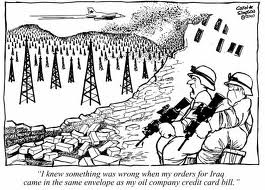 "I knew something was wrong when my orders for Iraq
came in the same envelope as my oil company credit card bill."